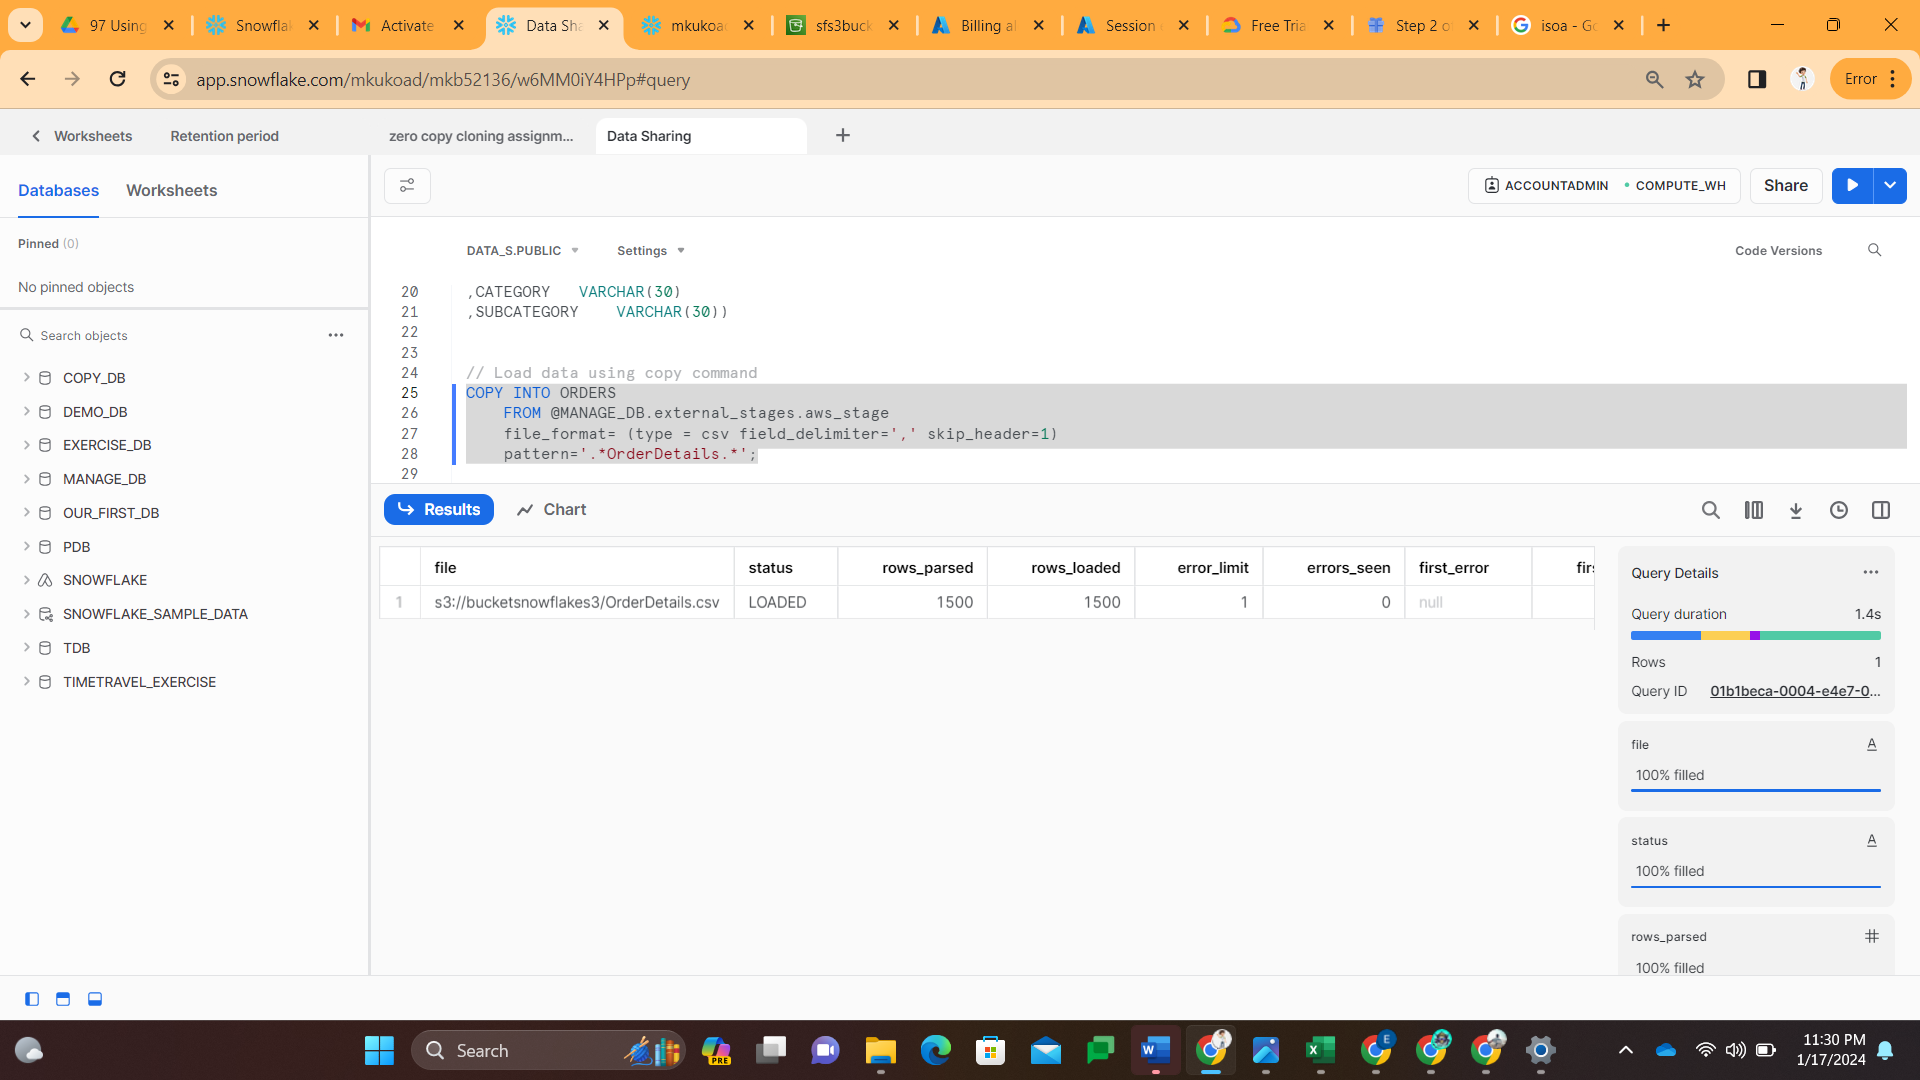 97 Using
Snowflak
Activate
Data Sha
mkukoad
sfs3buck
Billing al
Session
Free Tria
Step 2 o
isoa - Go
app.snowflake.com/mkukoad/mkb52136/w6MM0iY4HPp#query
Error
Worksheets
Retention period
zero copy cloning assignm...
Data Sharing
Databases
Worksheets
ACCOUNTADMIN
COMPUTE_WH
Share
Pinned (0)
No pinned objects
Search objects
COPY_DB
DEMO_DB
EXERCISE_DB
MANAGE_DB
OUR_FIRST_DB
PDB
SNOWFLAKE
SNOWFLAKE_SAMPLE_DATA
TDB
TIMETRAVEL_EXERCISE
DATA_S.PUBLIC
Settings
Code Versions
20 ,CATEGORY VARCHAR(30)
21 ,SUBCATEGORY VARCHAR(30))
22
23
24 // Load data using copy command
25 COPY INTO ORDERS
26 FROM @MANAGE_DB.external_stages.aws_stage
27 file_format= (type = csv field_delimiter=',' skip_header=1)
28 pattern='.*OrderDetails.*';
29
Results
Chart
file status rows_parsed rows_loaded error_limit errors_seen first_error firs
1 s3://bucketsnowflakes3/OrderDetails.csv LOADED 1500 1500 1 0 null
Query Details
Query duration 1.4s
Rows 1
Query ID 01b1beca-0004-e4e7-0...
file
100% filled
status
100% filled
rows_parsed
100% filled
Search
PRE
E
11:30 PM
1/17/2024